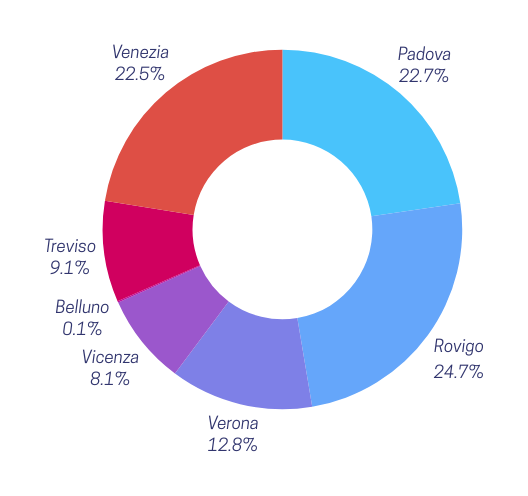 Venezia
22.5%
Padova
22.7%
Treviso
9.1%
Belluno
0.1%
Vicenza
8.1%
Rovigo
24.7%
Verona
12.8%